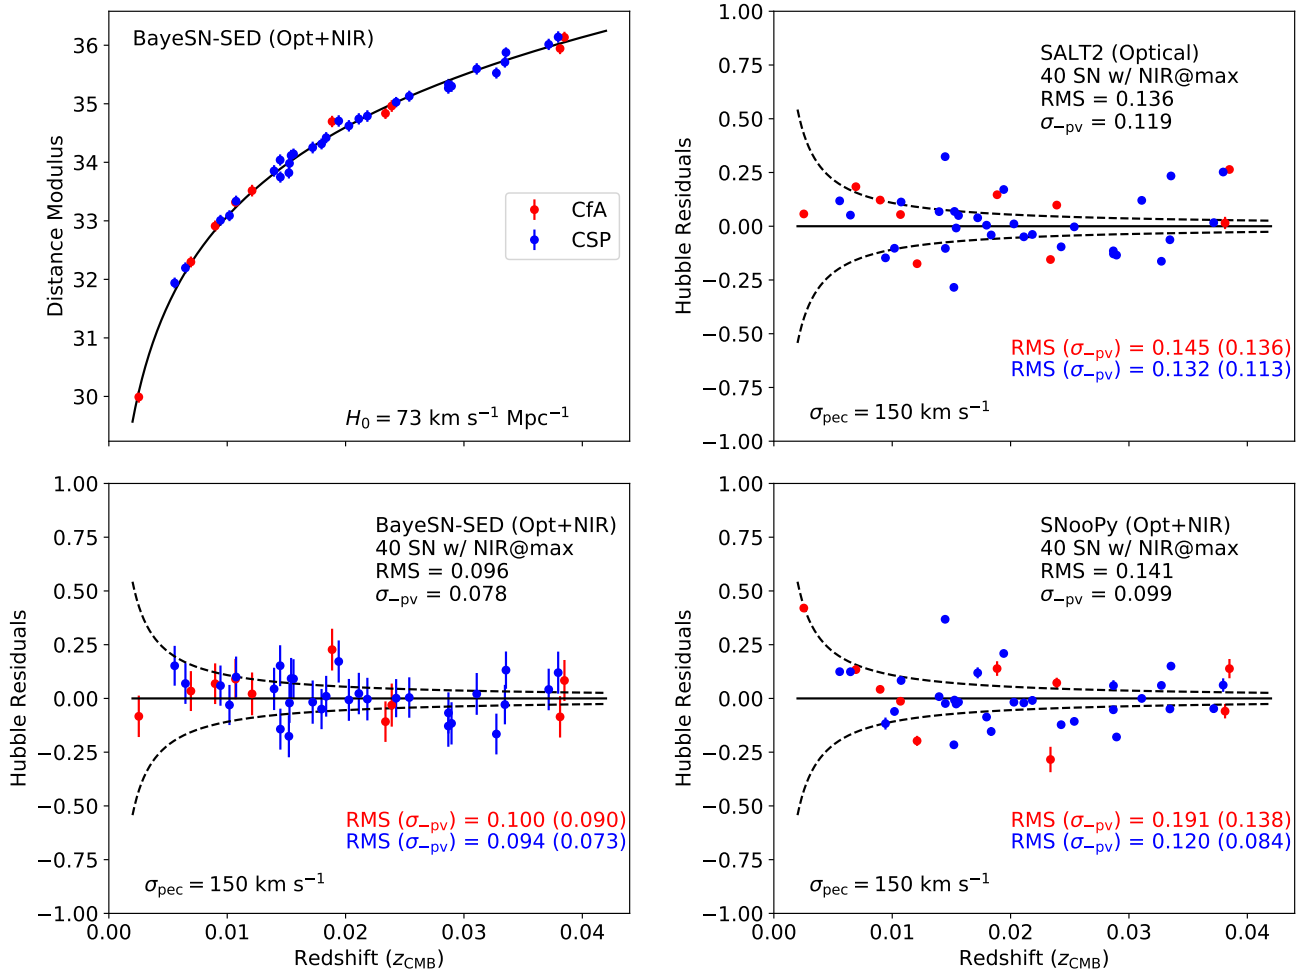 BayeSN-SED (Opt+NIR)
36
35
34
33
32
31
30
Distance Modulus
CfA
CSP
H₀ = 73 km s⁻¹ Mpc⁻¹
1.00
0.75
0.50
0.25
0.00
−0.25
−0.50
−0.75
−1.00
Hubble Residuals
SALT2 (Optical)
40 SN w/ NIR@max
RMS = 0.136
σ₋pv = 0.119
RMS (σ₋pv) = 0.145 (0.136)
RMS (σ₋pv) = 0.132 (0.113)
σpec = 150 km s⁻¹
1.00
0.75
0.50
0.25
0.00
−0.25
−0.50
−0.75
−1.00
Hubble Residuals
BayeSN-SED (Opt+NIR)
40 SN w/ NIR@max
RMS = 0.096
σ₋pv = 0.078
RMS (σ₋pv) = 0.100 (0.090)
RMS (σ₋pv) = 0.094 (0.073)
σpec = 150 km s⁻¹
0.00 0.01 0.02 0.03 0.04
Redshift (zCMB)
1.00
0.75
0.50
0.25
0.00
−0.25
−0.50
−0.75
−1.00
Hubble Residuals
SNooPy (Opt+NIR)
40 SN w/ NIR@max
RMS = 0.141
σ₋pv = 0.099
RMS (σ₋pv) = 0.191 (0.138)
RMS (σ₋pv) = 0.120 (0.084)
σpec = 150 km s⁻¹
0.00 0.01 0.02 0.03 0.04
Redshift (zCMB)